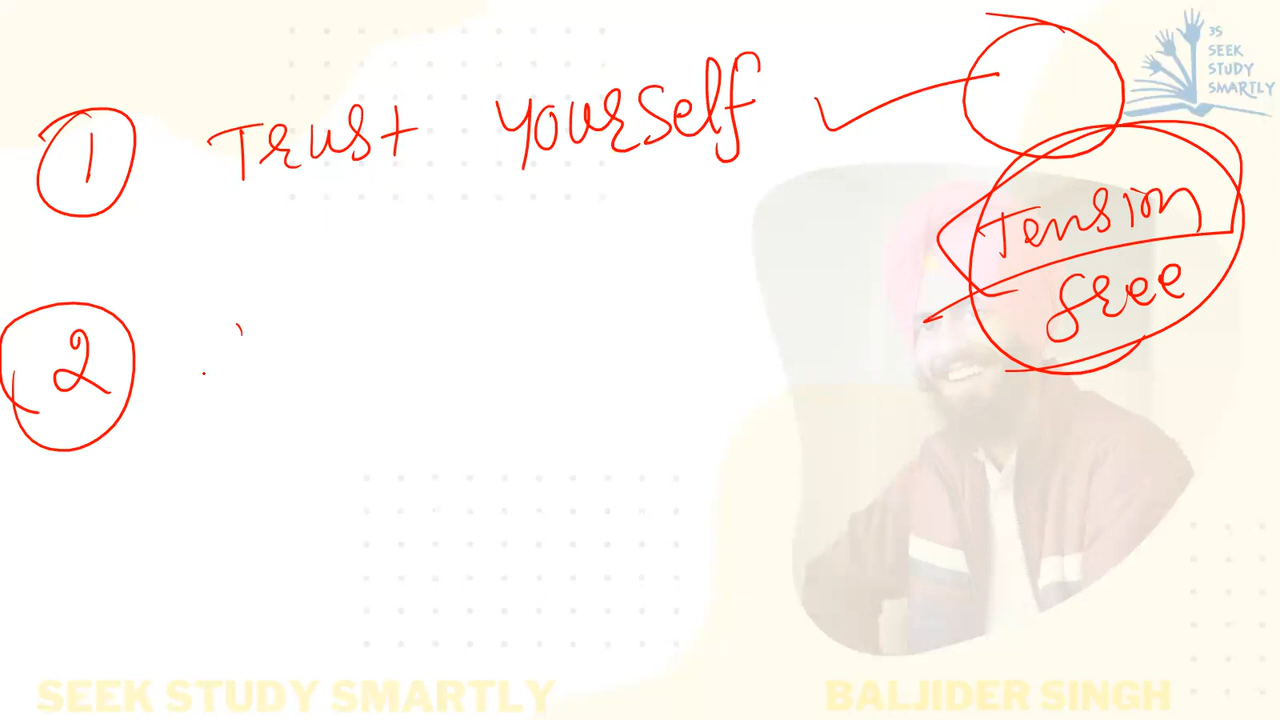 3S
SEEK
STUDY
SMARTLY
1 Trust Yourself
Tension
free
2
SEEK STUDY SMARTLY
BALJIDER SINGH